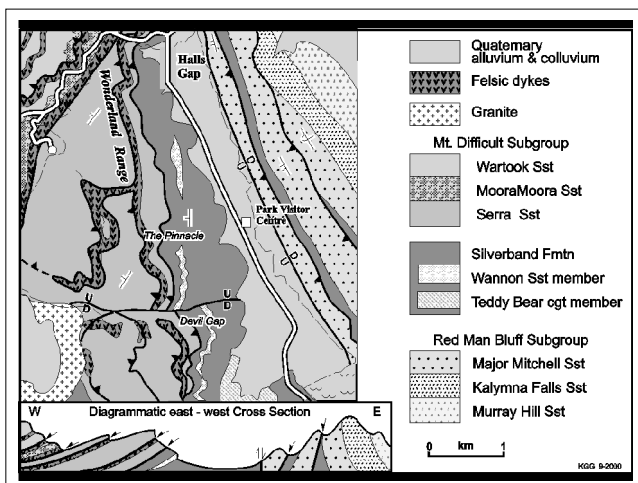 Halls
Gap
Wonderland Range
Park Visitor
Centre
The Pinnacle
U
D
U
D
Devil Gap
W
Diagrammatic east - west Cross Section
E
Quaternary
alluvium & colluvium
Felsic dykes
Granite
Mt. Difficult Subgroup
Wartook Sst
MooraMoora Sst
Serra Sst
Silverband Fmtn
Wannon Sst member
Teddy Bear cgt member
Red Man Bluff Subgroup
Major Mitchell Sst
Kalymna Falls Sst
Murray Hill Sst
0 km 1
KGG 9-2000